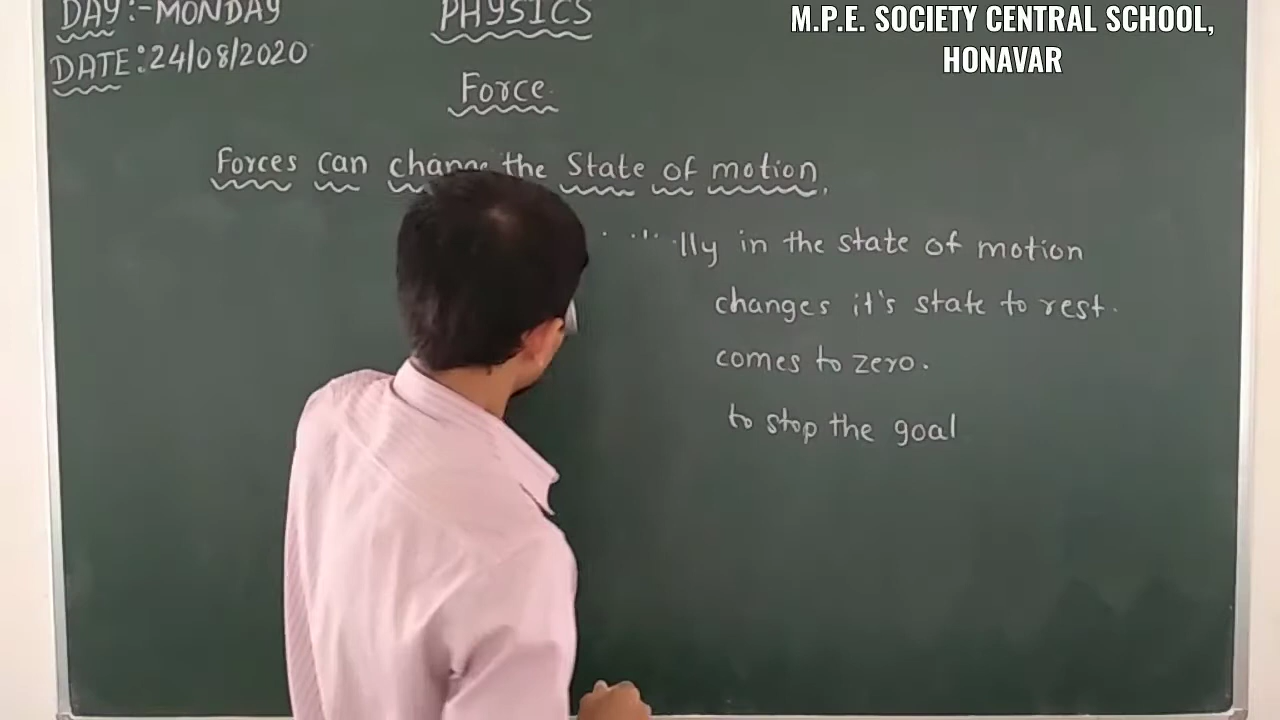 DAY:-MONDAY
PHYSICS
M.P.E. SOCIETY CENTRAL SCHOOL,
HONAVAR
DATE:24/08/2020
Force
Forces can change the State of motion.
in the state of motion
changes it's state to rest.
comes to zero.
to stop the goal